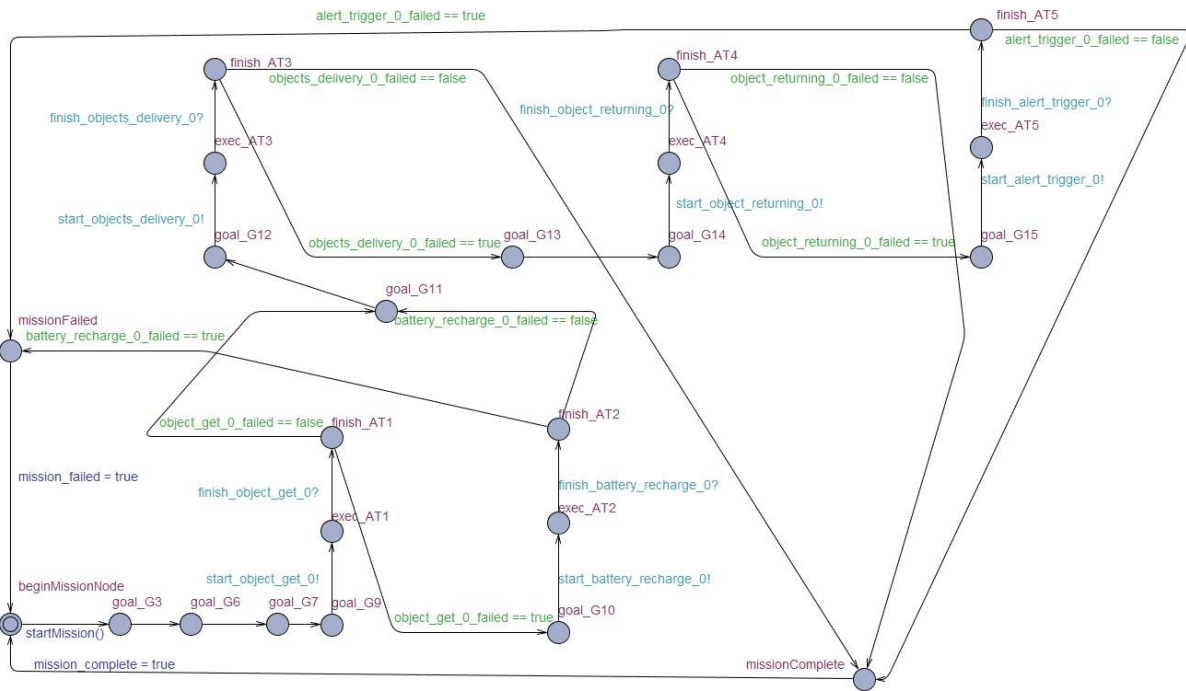 alert_trigger_0_failed == true
finish_AT5
alert_trigger_0_failed == false
finish_AT3
objects_delivery_0_failed == false
finish_AT4
object_returning_0_failed == false
finish_objects_delivery_0?
finish_object_returning_0?
finish_alert_trigger_0?
exec_AT3
exec_AT4
exec_AT5
start_objects_delivery_0!
start_object_returning_0!
start_alert_trigger_0!
goal_G12
objects_delivery_0_failed == true
goal_G13
goal_G14
object_returning_0_failed == true
goal_G15
goal_G11
missionFailed
battery_recharge_0_failed == false
battery_recharge_0_failed == true
object_get_0_failed == false
finish_AT1
finish_AT2
mission_failed = true
finish_object_get_0?
finish_battery_recharge_0?
exec_AT1
exec_AT2
beginMissionNode
start_object_get_0!
start_battery_recharge_0!
goal_G3
goal_G6
goal_G7
goal_G9
object_get_0_failed == true
goal_G10
startMission()
mission_complete = true
missionComplete